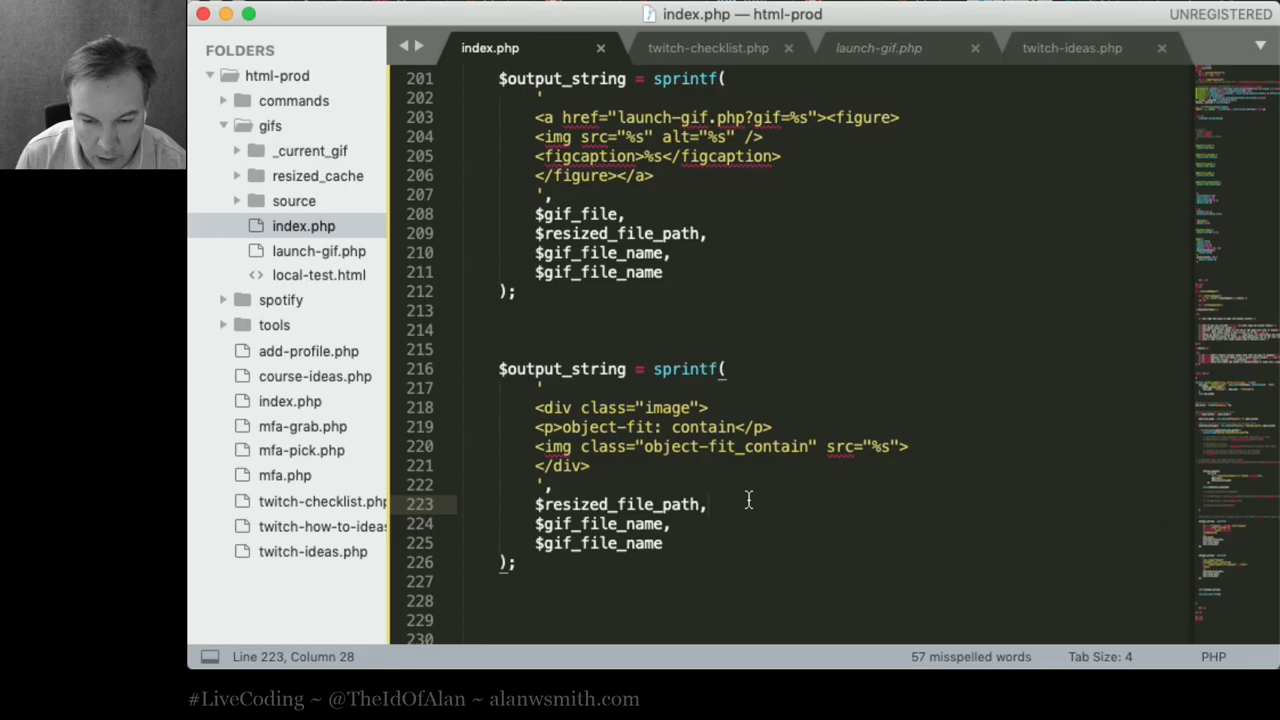 index.php — html-prod
UNREGISTERED
FOLDERS
html-prod
commands
gifs
_current_gif
resized_cache
source
index.php
launch-gif.php
<> local-test.html
spotify
tools
add-profile.php
course-ideas.php
index.php
mfa-grab.php
mfa-pick.php
mfa.php
twitch-checklist.php
twitch-how-to-ideas
twitch-ideas.php
index.php
twitch-checklist.php
launch-gif.php
twitch-ideas.php
201 $output_string = sprintf(
202 '
203 <a href="launch-gif.php?gif=%s"><figure>
204 <img src="%s" alt="%s" />
205 <figcaption>%s</figcaption>
206 </figure></a>
207 ',
208 $gif_file,
209 $resized_file_path,
210 $gif_file_name,
211 $gif_file_name
212 );
213
214
215
216 $output_string = sprintf(
217 '
218 <div class="image">
219 <p>object-fit: contain</p>
220 <img class="object-fit_contain" src="%s">
221 </div>
222 ',
223 $resized_file_path,
224 $gif_file_name,
225 $gif_file_name
226 );
227
228
229
230
Line 223, Column 28
57 misspelled words
Tab Size: 4
PHP
#LiveCoding ~ @TheIdOfAlan ~ alanwsmith.com